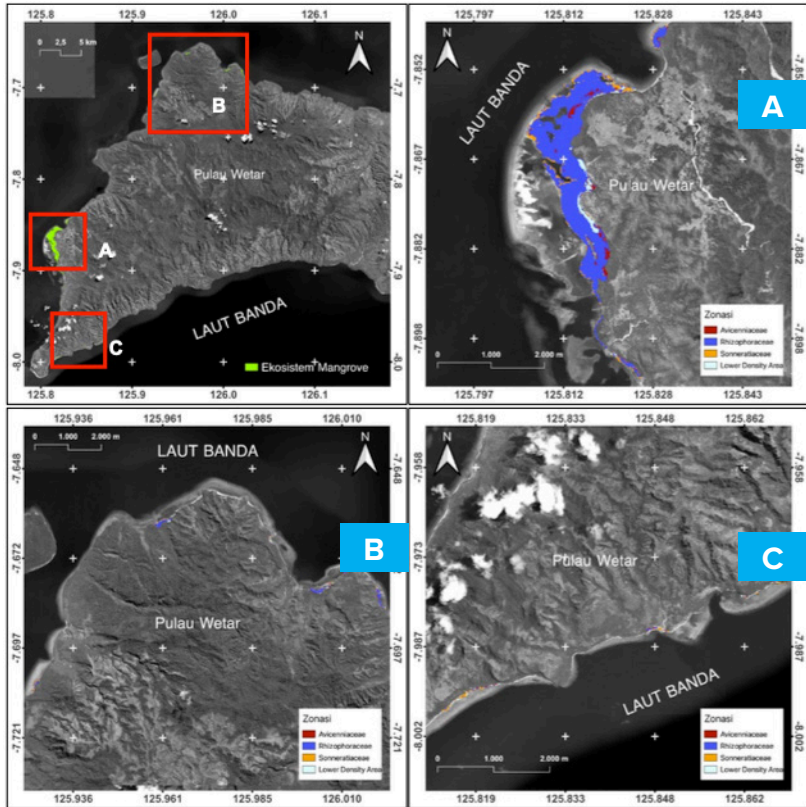 125.8 125.9 126.0 126.1
0 2,5 5 km
N
B
-7.7
-7.7
Pulau Wetar
-7.8
-7.8
A
-7.9
-7.9
LAUT BANDA
C
-8.0
-8.0
Ekosistem Mangrove
125.8 125.9 126.0 126.1
125.797 125.812 125.828 125.843
N
-7.852
A
LAUT BANDA
-7.867
-7.867
Pulau Wetar
-7.882
-7.882
-7.898
-7.898
Zonasi
Avicenniaceae
Rhizophoraceae
Sonneratiaceae
Lower Density Area
0 1.000 2.000 m
125.797 125.812 125.828 125.843
125.936 125.961 125.985 126.010
0 1.000 2.000 m
LAUT BANDA
N
-7.648
-7.648
B
-7.672
Pulau Wetar
-7.697
-7.697
-7.721
-7.721
Zonasi
Avicenniaceae
Rhizophoraceae
Sonneratiaceae
Lower Density Area
125.936 125.961 125.985 126.010
125.819 125.833 125.848 125.862
N
-7.958
-7.958
-7.973
C
Pulau Wetar
-7.987
-7.987
LAUT BANDA
-8.002
-8.002
Zonasi
Avicenniaceae
Rhizophoraceae
Sonneratiaceae
Lower Density Area
0 1.000 2.000 m
125.819 125.833 125.848 125.862